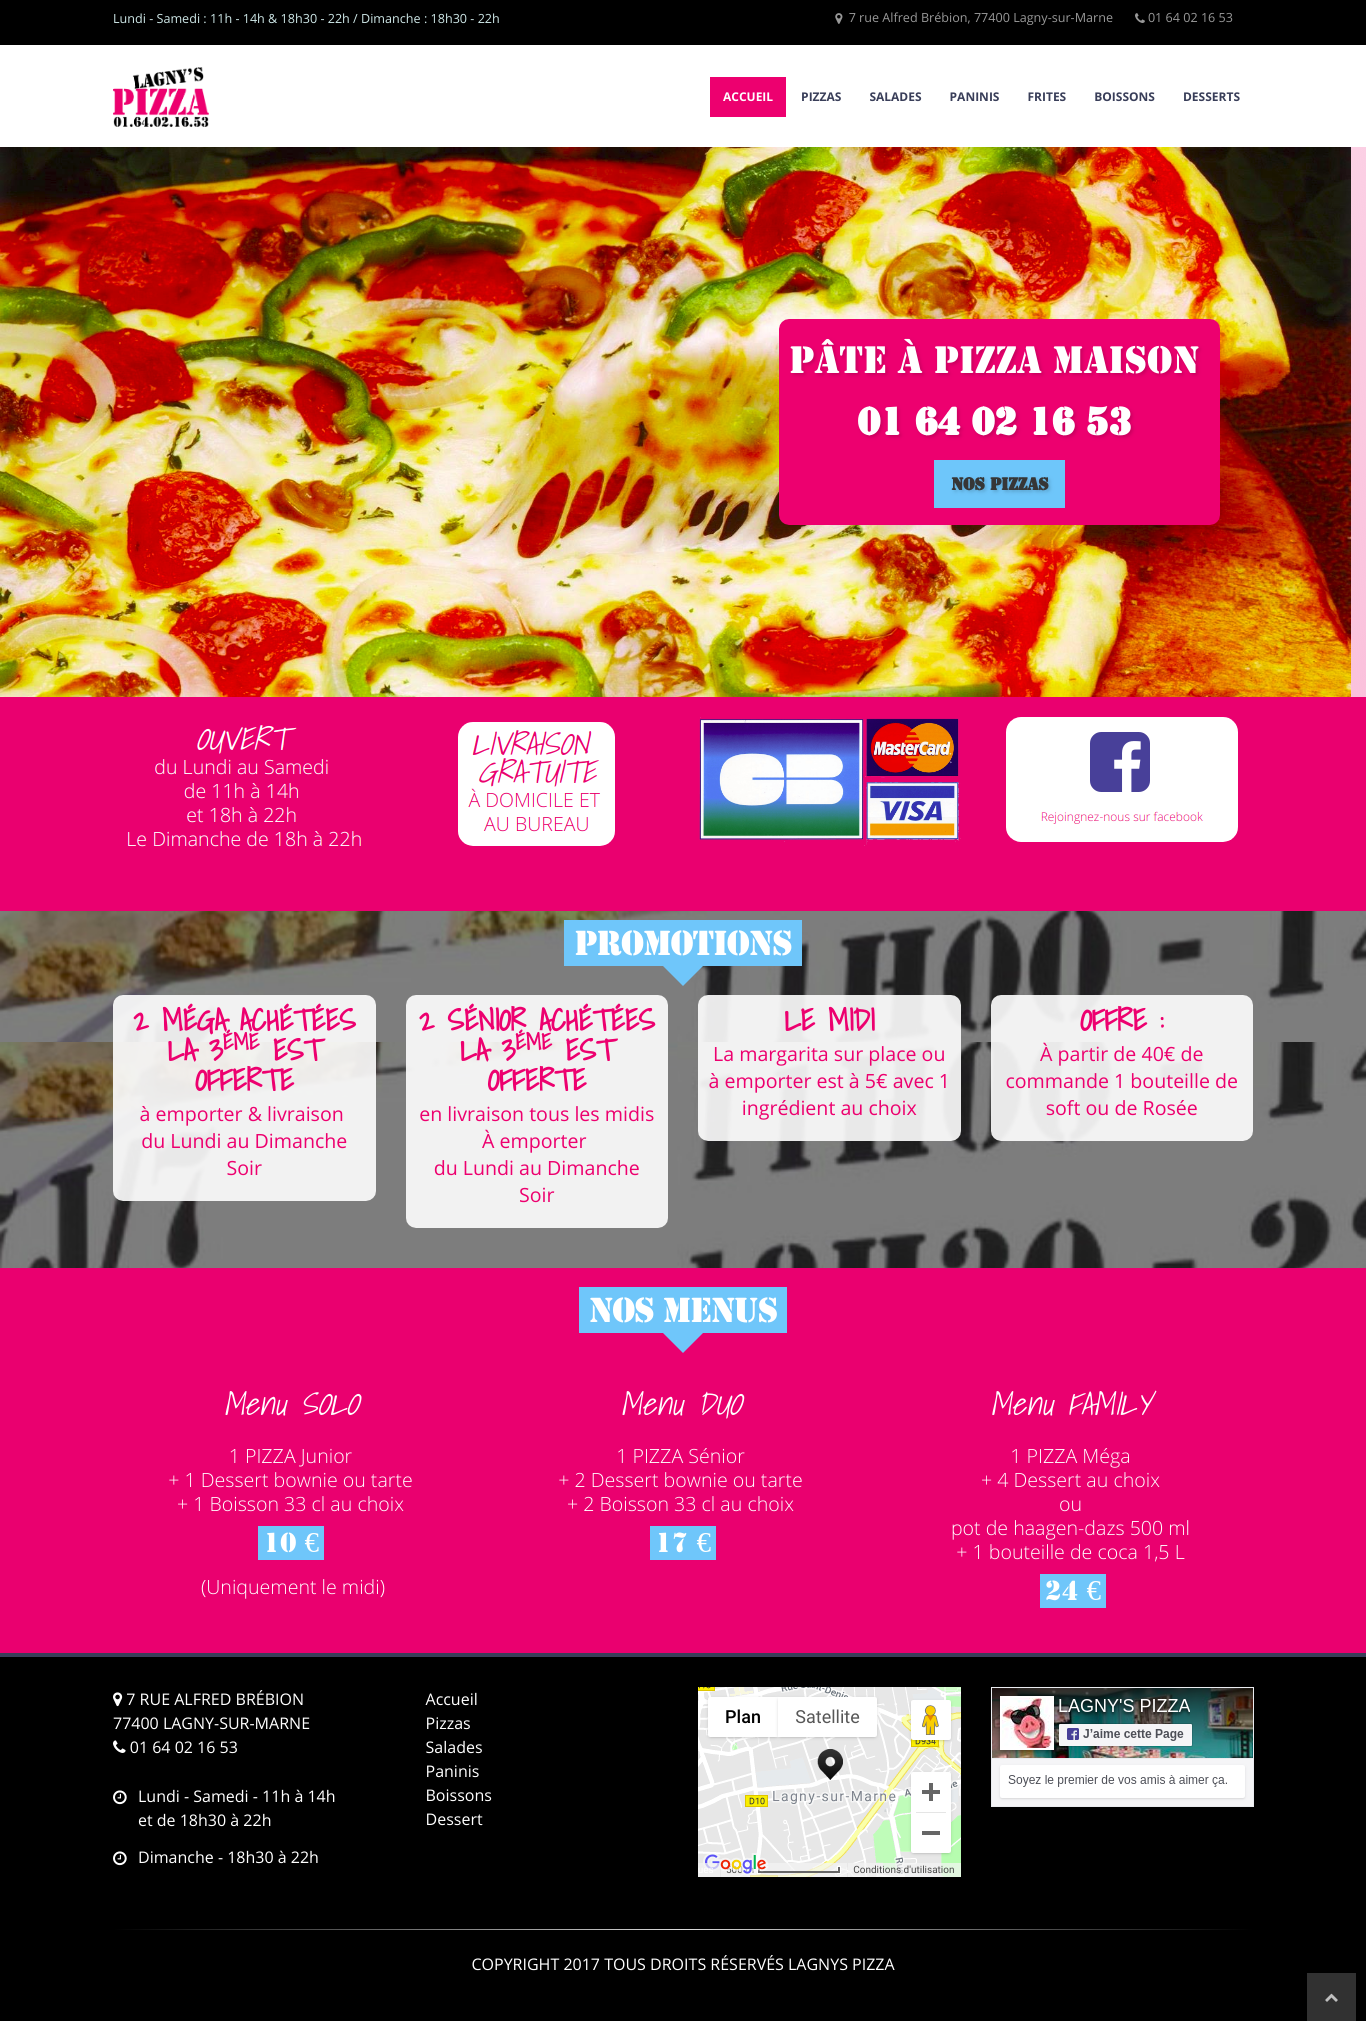 Lundi - Samedi : 11h - 14h & 18h30 - 22h / Dimanche : 18h30 - 22h
7 rue Alfred Brébion, 77400 Lagny-sur-Marne
01 64 02 16 53
LAGNY'S
PIZZA
01.64.02.16.53
ACCUEIL
PIZZAS
SALADES
PANINIS
FRITES
BOISSONS
DESSERTS
PÂTE À PIZZA MAISON
01 64 02 16 53
NOS PIZZAS
OUVERT
du Lundi au Samedi
de 11h à 14h
et 18h à 22h
Le Dimanche de 18h à 22h
LIVRAISON
GRATUITE
À DOMICILE ET
AU BUREAU
CB
MasterCard
VISA
Rejoingnez-nous sur facebook
PROMOTIONS
2 MÉGA ACHÉTÉES
LA 3ÉME EST
OFFERTE
à emporter & livraison
du Lundi au Dimanche
Soir
2 SÉNIOR ACHÉTÉES
LA 3ÉME EST
OFFERTE
en livraison tous les midis
À emporter
du Lundi au Dimanche
Soir
LE MIDI
La margarita sur place ou
à emporter est à 5€ avec 1
ingrédient au choix
OFFRE :
À partir de 40€ de
commande 1 bouteille de
soft ou de Rosée
NOS MENUS
Menu SOLO
1 PIZZA Junior
+ 1 Dessert bownie ou tarte
+ 1 Boisson 33 cl au choix
10 €
(Uniquement le midi)
Menu DUO
1 PIZZA Sénior
+ 2 Dessert bownie ou tarte
+ 2 Boisson 33 cl au choix
17 €
Menu FAMILY
1 PIZZA Méga
+ 4 Dessert au choix
ou
pot de haagen-dazs 500 ml
+ 1 bouteille de coca 1,5 L
24 €
7 RUE ALFRED BRÉBION
77400 LAGNY-SUR-MARNE
01 64 02 16 53
Lundi - Samedi - 11h à 14h
et de 18h30 à 22h
Dimanche - 18h30 à 22h
Accueil
Pizzas
Salades
Paninis
Boissons
Dessert
Plan
Satellite
D934
D10
Lagny-sur-Marne
Google
Conditions d'utilisation
LAGNY'S PIZZA
J'aime cette Page
Soyez le premier de vos amis à aimer ça.
COPYRIGHT 2017 TOUS DROITS RÉSERVÉS LAGNYS PIZZA